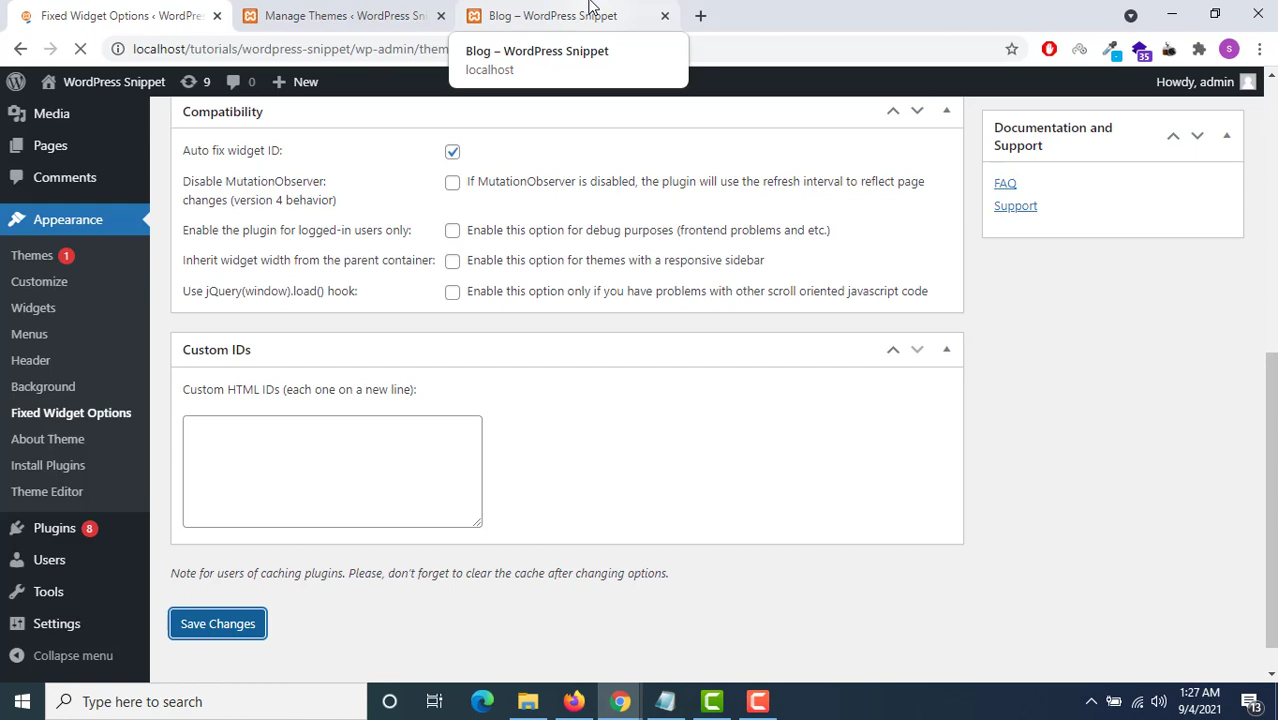 Fixed Widget Options ‹ WordPres
Manage Themes ‹ WordPress Sni
Blog – WordPress Snippet
localhost/tutorials/wordpress-snippet/wp-admin/them
Blog – WordPress Snippet
localhost
35
S
WordPress Snippet
9
0
New
Howdy, admin
Media
Pages
Comments
Appearance
Themes 1
Customize
Widgets
Menus
Header
Background
Fixed Widget Options
About Theme
Install Plugins
Theme Editor
Plugins 8
Users
Tools
Settings
Collapse menu
Compatibility
Auto fix widget ID:
Disable MutationObserver: If MutationObserver is disabled, the plugin will use the refresh interval to reflect page
changes (version 4 behavior)
Enable the plugin for logged-in users only: Enable this option for debug purposes (frontend problems and etc.)
Inherit widget width from the parent container: Enable this option for themes with a responsive sidebar
Use jQuery(window).load() hook: Enable this option only if you have problems with other scroll oriented javascript code
Custom IDs
Custom HTML IDs (each one on a new line):
Note for users of caching plugins. Please, don't forget to clear the cache after changing options.
Save Changes
Documentation and
Support
FAQ
Support
Type here to search
1:27 AM
9/4/2021
13